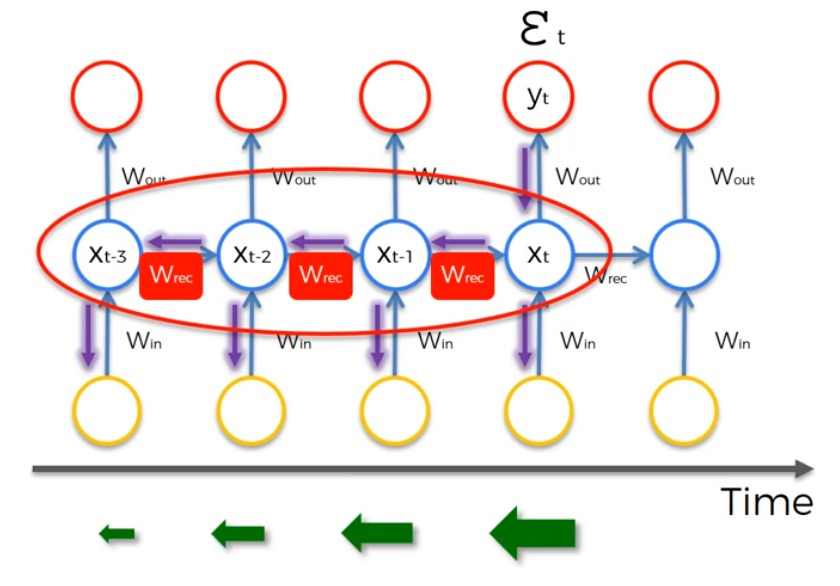 Ɛt
yt
Wout Wout Wout Wout Wout
Xt-3 Xt-2 Xt-1 Xt
Wrec Wrec Wrec Wrec
Win Win Win Win Win
Time